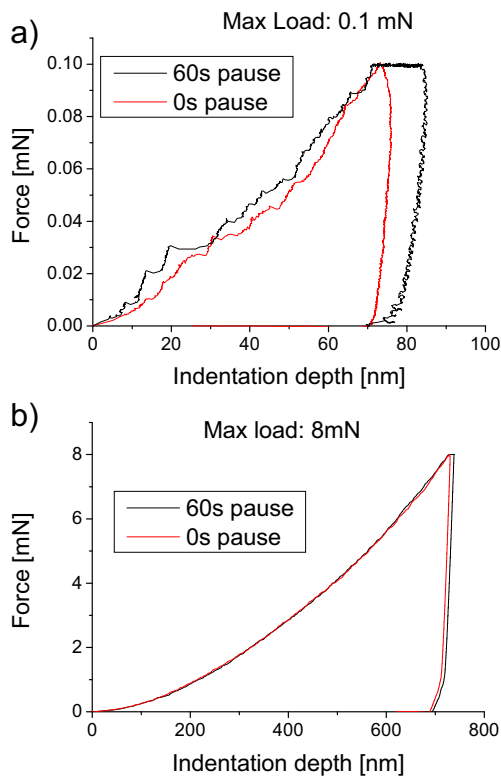 a)
Max Load: 0.1 mN
60s pause
0s pause
0.10
0.08
0.06
0.04
0.02
0.00
Force [mN]
0 20 40 60 80 100
Indentation depth [nm]
b)
Max load: 8mN
60s pause
0s pause
8
6
4
2
0
Force [mN]
0 200 400 600 800
Indentation depth [nm]